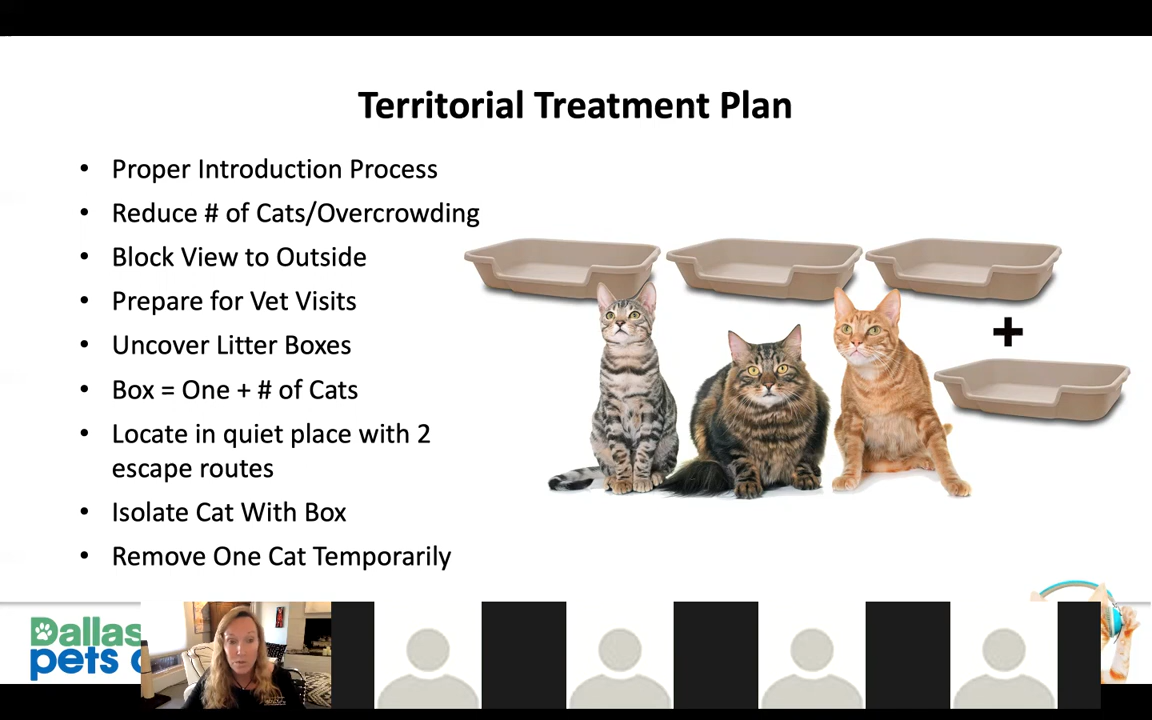 Territorial Treatment Plan
• Proper Introduction Process
• Reduce # of Cats/Overcrowding
• Block View to Outside
• Prepare for Vet Visits
• Uncover Litter Boxes
• Box = One + # of Cats
• Locate in quiet place with 2
escape routes
• Isolate Cat With Box
• Remove One Cat Temporarily
+
Dallas
pets